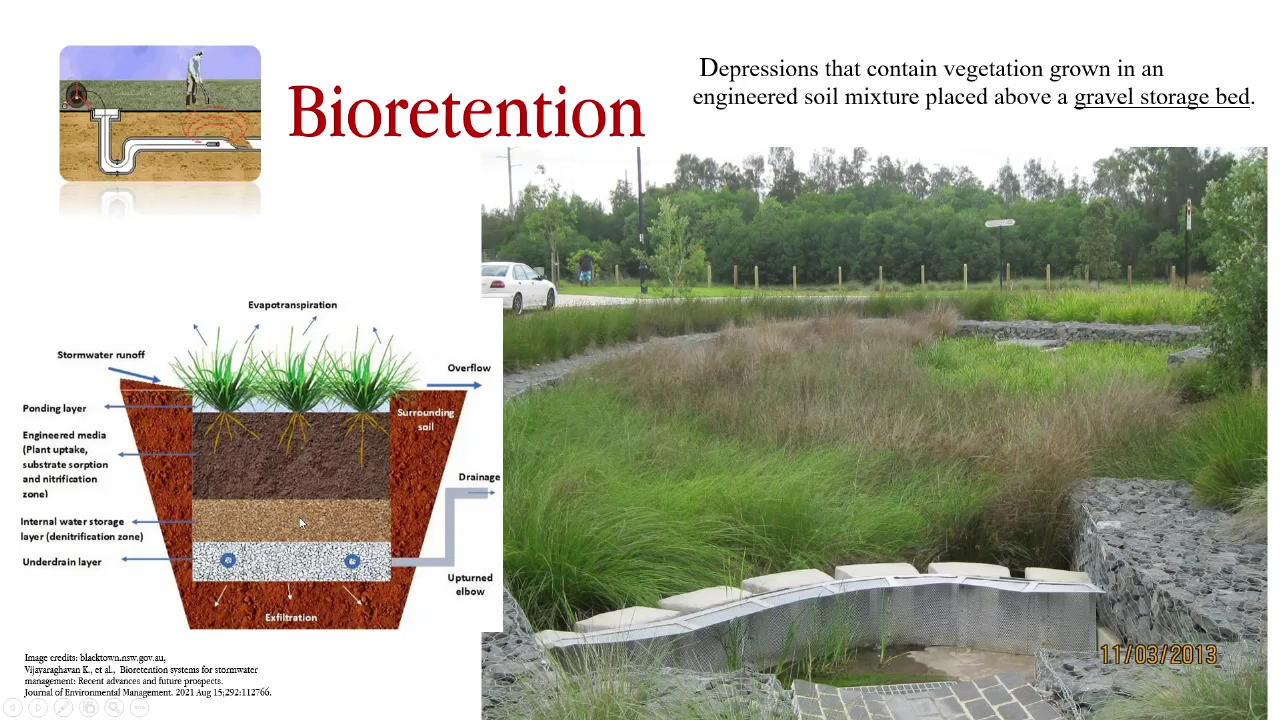 Bioretention
Depressions that contain vegetation grown in an
engineered soil mixture placed above a gravel storage bed.
Evapotranspiration
Stormwater runoff
Overflow
Ponding layer
Surrounding
soil
Engineered media
(Plant uptake,
substrate sorption
and nitrification
zone)
Drainage
Internal water storage
layer (denitrification zone)
Underdrain layer
Upturned
elbow
Exfiltration
11/03/2013
Image credits: blacktown.nsw.gov.au,
Vijayaraghavan K., et al., Bioretention systems for stormwater
management: Recent advances and future prospects.
Journal of Environmental Management. 2021 Aug 15;292:112766.